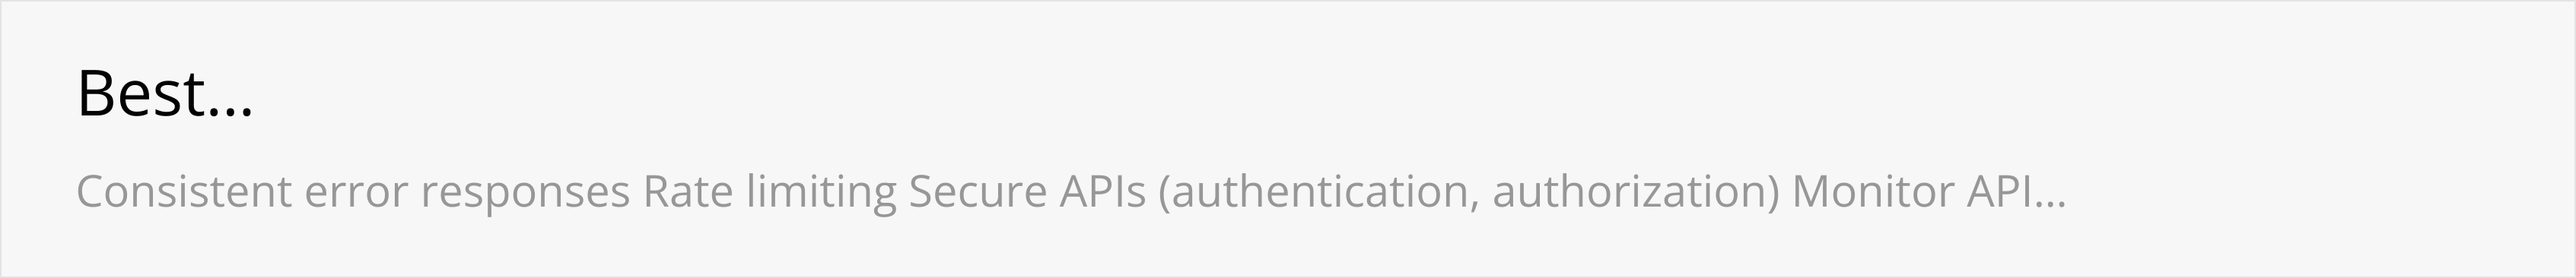 Best...
Consistent error responses Rate limiting Secure APIs (authentication, authorization) Monitor API...